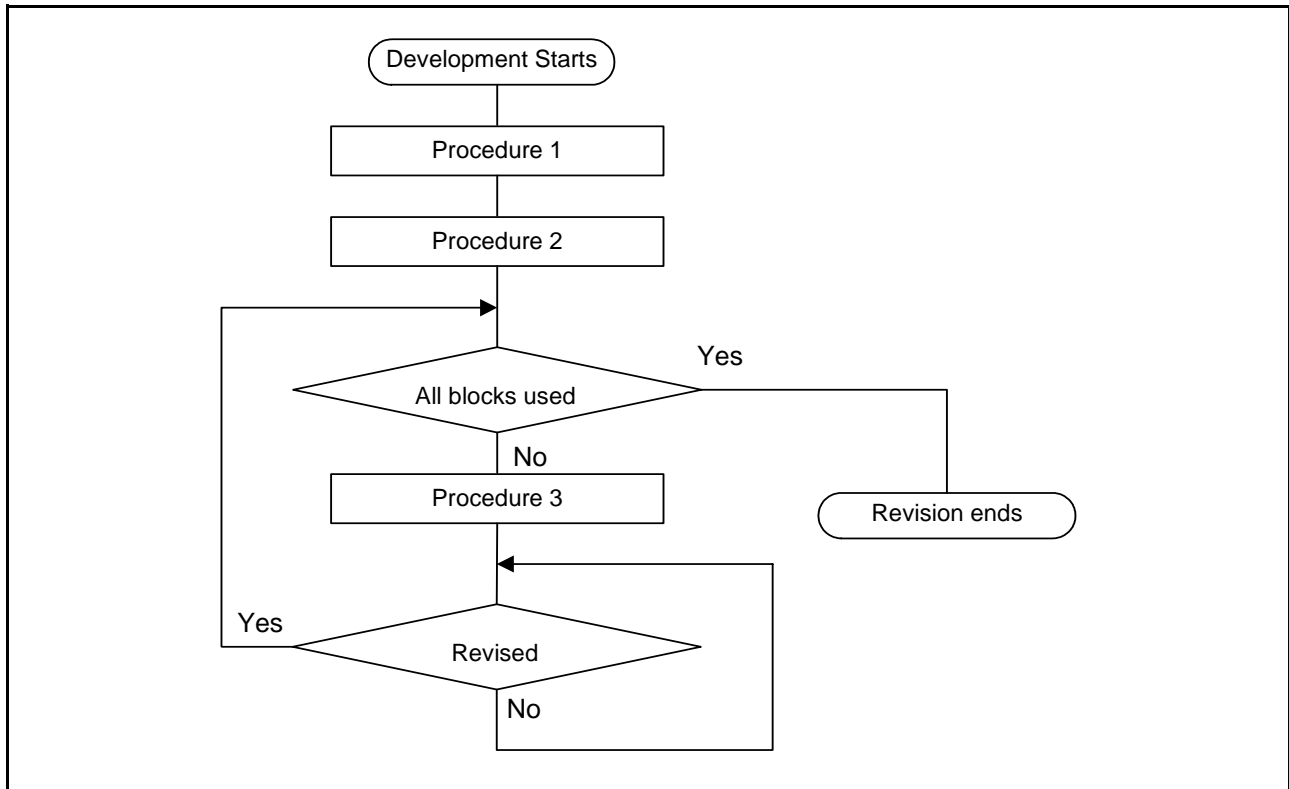 Development Starts
Procedure 1
Procedure 2
Yes
All blocks used
No
Procedure 3
Revision ends
Yes
Revised
No